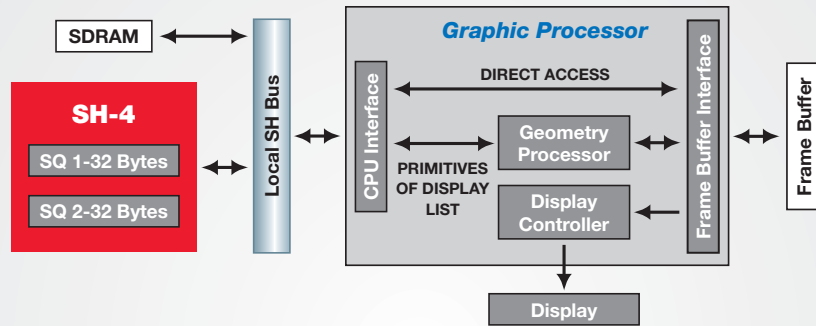 SDRAM
SH-4
SQ 1-32 Bytes
SQ 2-32 Bytes
Local SH Bus
Graphic Processor
CPU Interface
DIRECT ACCESS
PRIMITIVES
OF DISPLAY
LIST
Geometry
Processor
Display
Controller
Frame Buffer Interface
Frame Buffer
Display